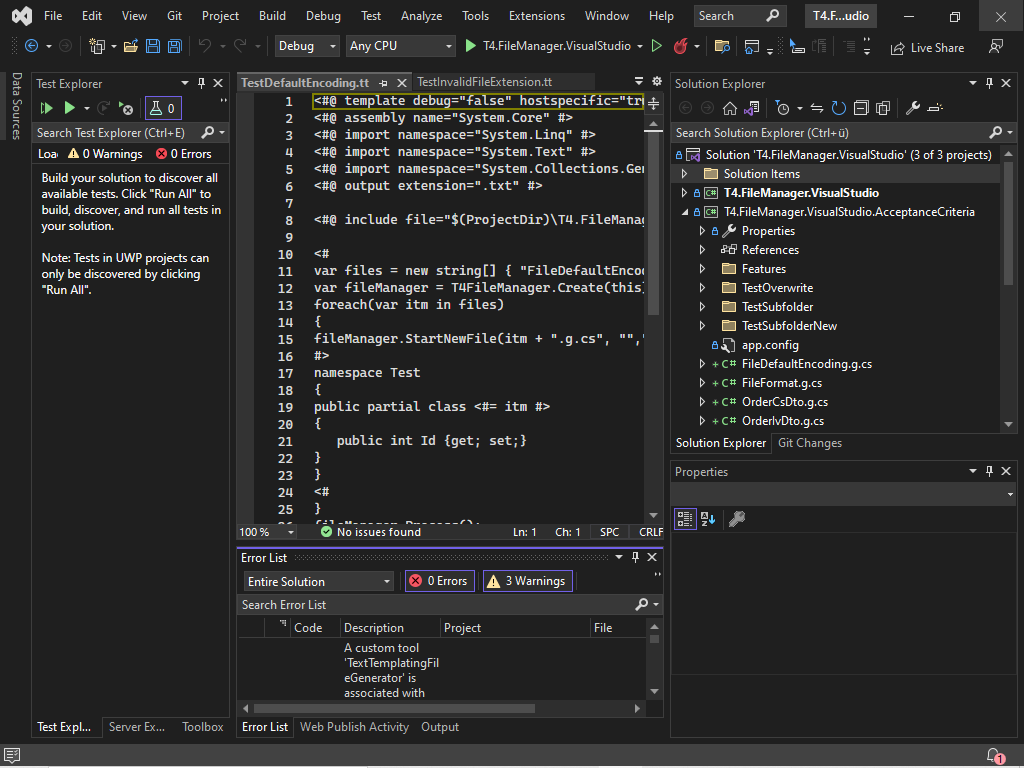 File Edit View Git Project Build Debug Test Analyze Tools Extensions Window Help Search T4.F...udio
Debug Any CPU T4.FileManager.VisualStudio Live Share
Data Sources
Test Explorer
0
Search Test Explorer (Ctrl+E)
Loa 0 Warnings 0 Errors
Build your solution to discover all
available tests. Click "Run All" to
build, discover, and run all tests in
your solution.
Note: Tests in UWP projects can
only be discovered by clicking
"Run All".
Test Expl... Server Ex... Toolbox
TestDefaultEncoding.tt TestInvalidFileExtension.tt
1 <#@ template debug="false" hostspecific="tr
2 <#@ assembly name="System.Core" #>
3 <#@ import namespace="System.Linq" #>
4 <#@ import namespace="System.Text" #>
5 <#@ import namespace="System.Collections.Gen
6 <#@ output extension=".txt" #>
7
8 <#@ include file="$(ProjectDir)\T4.FileManag
9
10 <#
11 var files = new string[] { "FileDefaultEncod
12 var fileManager = T4FileManager.Create(this)
13 foreach(var itm in files)
14 {
15 fileManager.StartNewFile(itm + ".g.cs", "","
16 #>
17 namespace Test
18 {
19 public partial class <#= itm #>
20 {
21 public int Id {get; set;}
22 }
23 }
24 <#
25 }
26 fileManager.Process();
100 % No issues found Ln: 1 Ch: 1 SPC CRLF
Error List
Entire Solution 0 Errors 3 Warnings
Search Error List
Code Description Project File
A custom tool
'TextTemplatingFil
eGenerator' is
associated with
Error List Web Publish Activity Output
Solution Explorer
Search Solution Explorer (Ctrl+ü)
Solution 'T4.FileManager.VisualStudio' (3 of 3 projects)
Solution Items
T4.FileManager.VisualStudio
T4.FileManager.VisualStudio.AcceptanceCriteria
Properties
References
Features
TestOverwrite
TestSubfolder
TestSubfolderNew
app.config
C# FileDefaultEncoding.g.cs
C# FileFormat.g.cs
C# OrderCsDto.g.cs
C# OrderIvDto.g.cs
Solution Explorer Git Changes
Properties
1